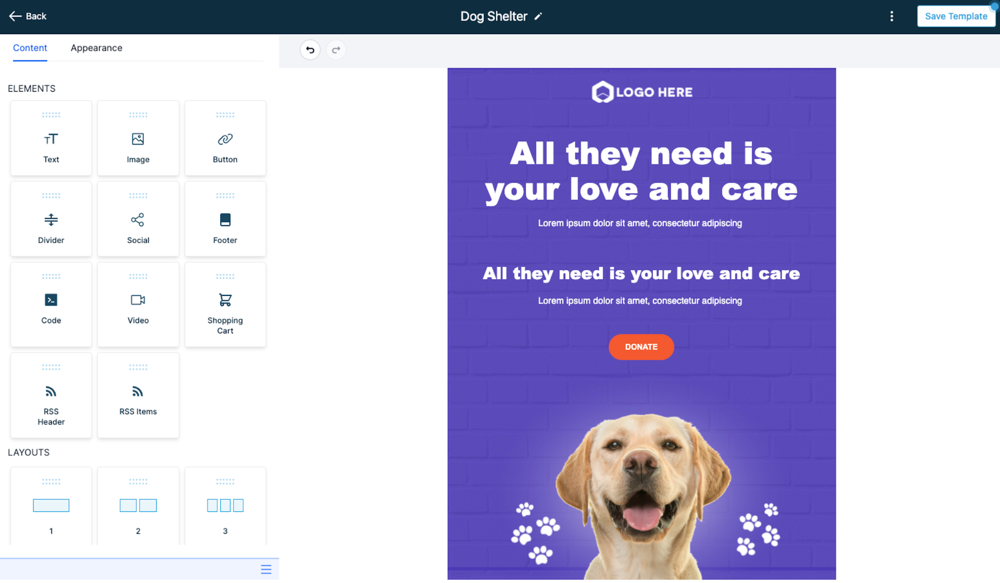 Back
Dog Shelter
Save Template
Content
Appearance
ELEMENTS
Text
Image
Button
Divider
Social
Footer
Code
Video
Shopping
Cart
RSS
Header
RSS Items
LAYOUTS
1
2
3
LOGO HERE
All they need is
your love and care
Lorem ipsum dolor sit amet, consectetur adipiscing
All they need is your love and care
Lorem ipsum dolor sit amet, consectetur adipiscing
DONATE